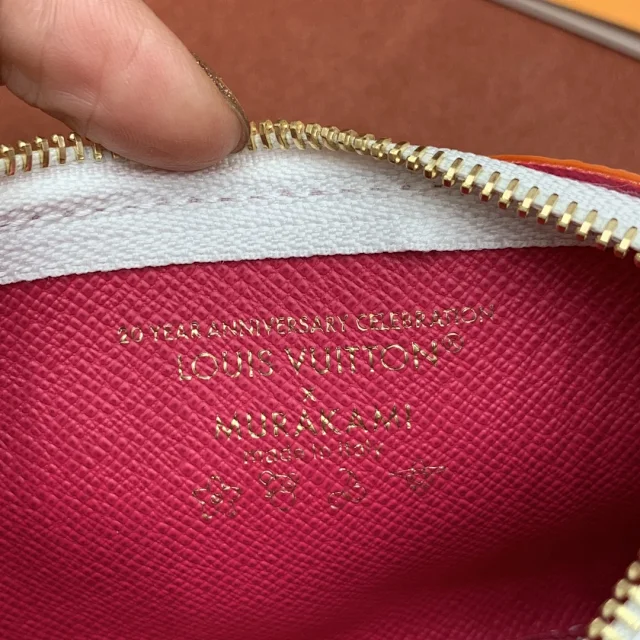 20 YEAR ANNIVERSARY CELEBRATION
LOUIS VUITTON®
x
MURAKAMI
made in Italy